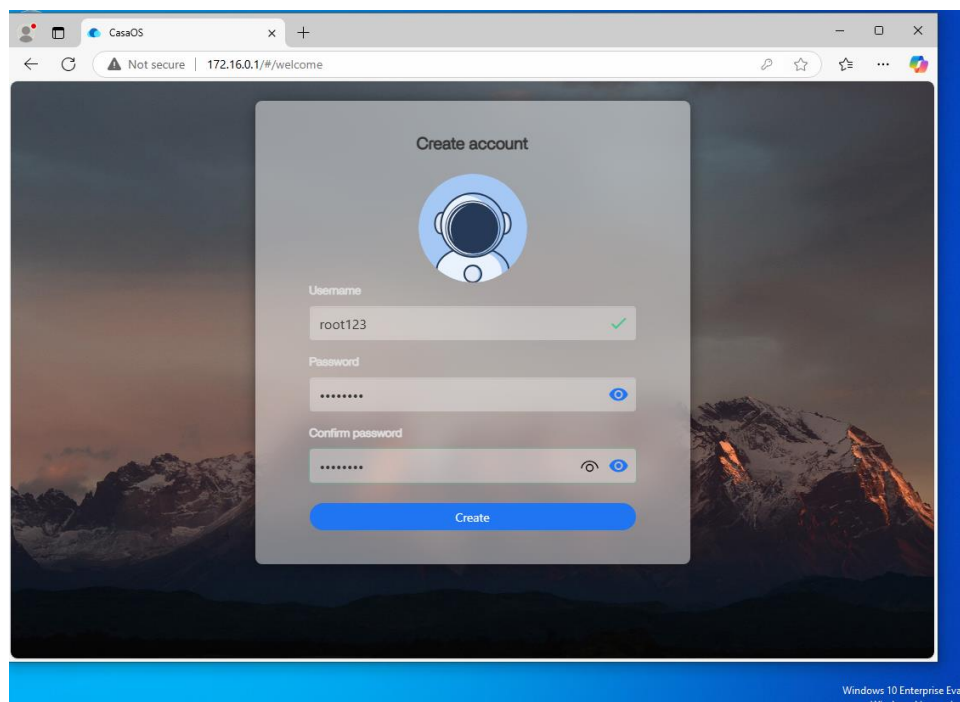 CasaOS
Not secure | 172.16.0.1/#/welcome
Create account
Username
root123
Password
••••••••
Confirm password
••••••••
Create
Windows 10 Enterprise Eva